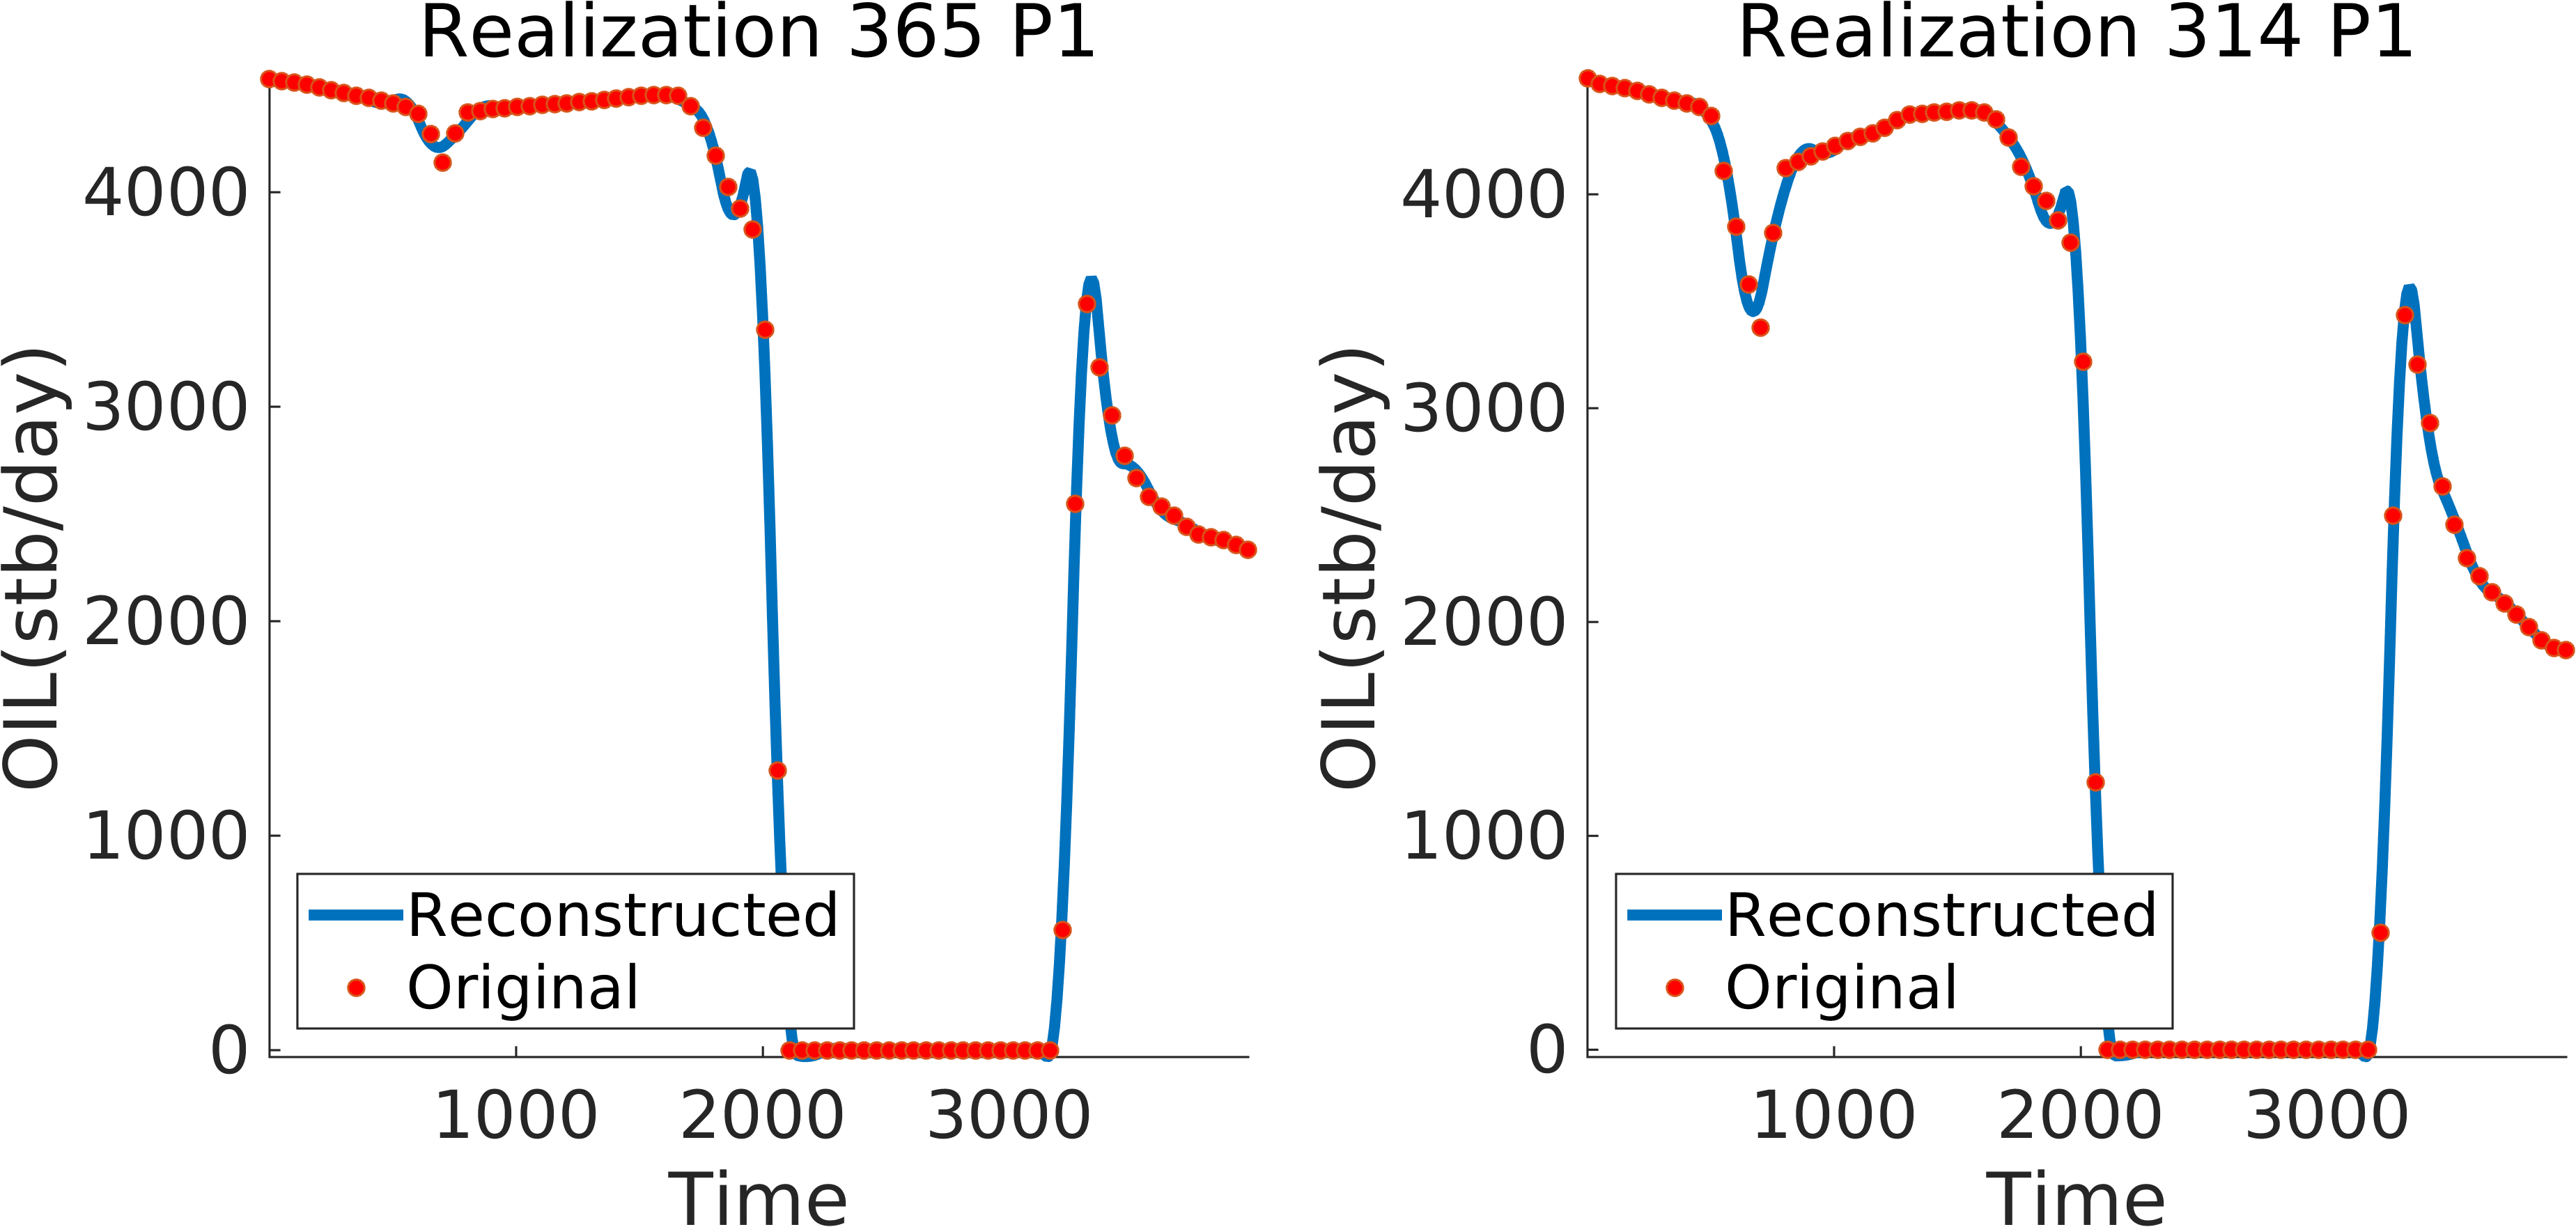 Realization 365 P1
OIL(stb/day)
4000
3000
2000
1000
0
Reconstructed
Original
1000 2000 3000
Time
Realization 314 P1
OIL(stb/day)
4000
3000
2000
1000
0
Reconstructed
Original
1000 2000 3000
Time